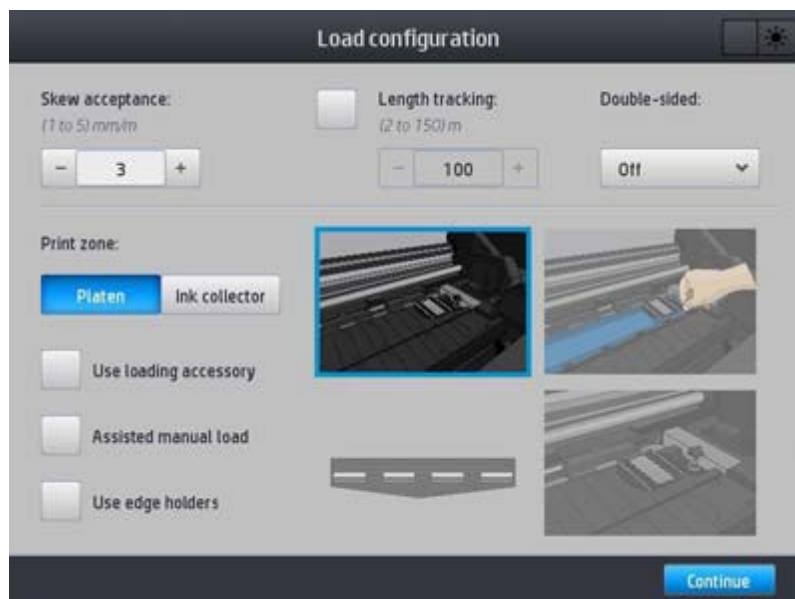 Load configuration
Skew acceptance:
(1 to 5) mm/m
− 3 +
Length tracking:
(2 to 150) m
− 100 +
Double-sided:
Off
Print zone:
Platen Ink collector
Use loading accessory
Assisted manual load
Use edge holders
Continue